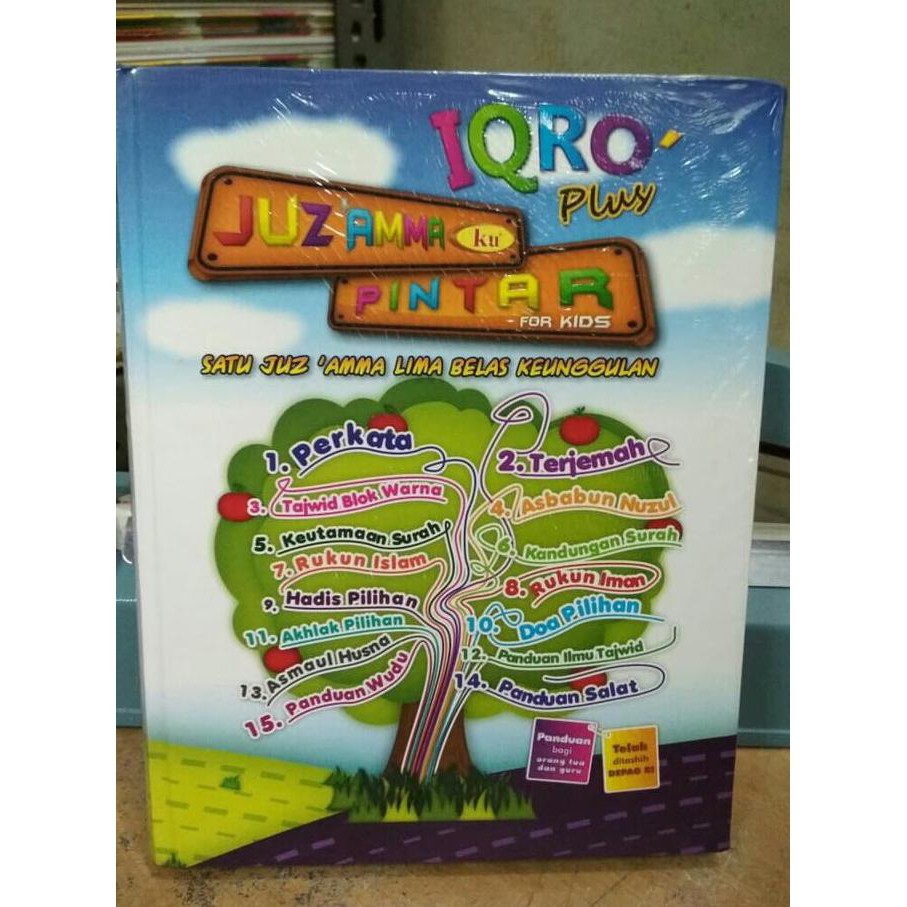 IQRO'
Plus
JUZ 'AMMA ku
PINTAR
FOR KIDS
SATU JUZ 'AMMA LIMA BELAS KEUNGGULAN
1. Perkata
2. Terjemah
3. Tajwid Blok Warna
4. Asbabun Nuzul
5. Keutamaan Surah
6. Kandungan Surah
7. Rukun Islam
8. Rukun Iman
9. Hadis Pilihan
10. Doa Pilihan
11. Akhlak Pilihan
12. Panduan Ilmu Tajwid
13. Asmaul Husna
14. Panduan Salat
15. Panduan Wudu
Panduan
bagi
orang tua
dan guru
Telah
ditashih
DEPAG RI